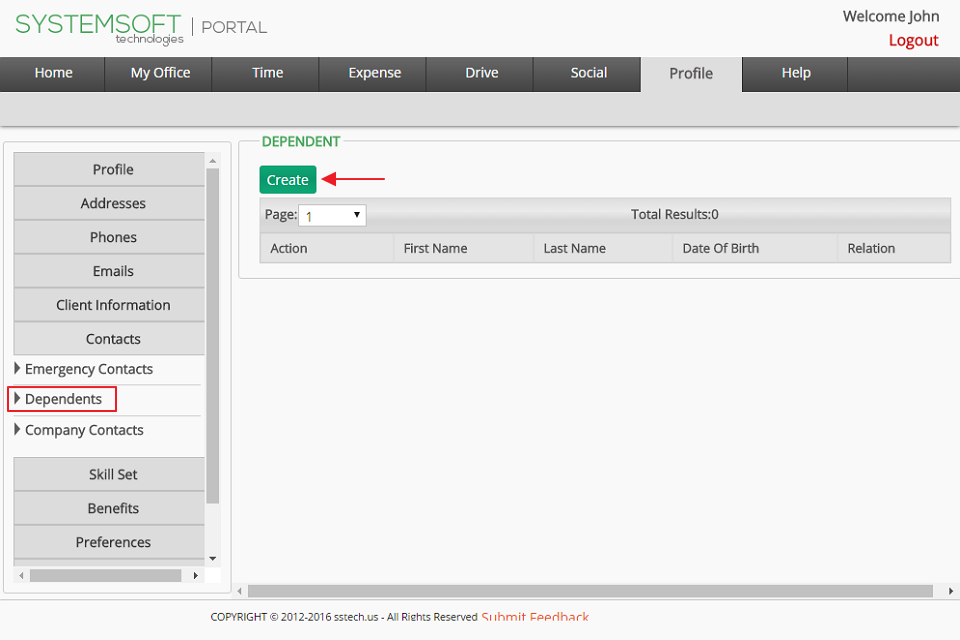 SYSTEMSOFT technologies | PORTAL
Welcome John
Logout
Home My Office Time Expense Drive Social Profile Help
Profile
Addresses
Phones
Emails
Client Information
Contacts
Emergency Contacts
Dependents
Company Contacts
Skill Set
Benefits
Preferences
DEPENDENT
Create
Page: 1 Total Results:0
Action First Name Last Name Date Of Birth Relation
COPYRIGHT © 2012-2016 sstech.us - All Rights Reserved Submit Feedback